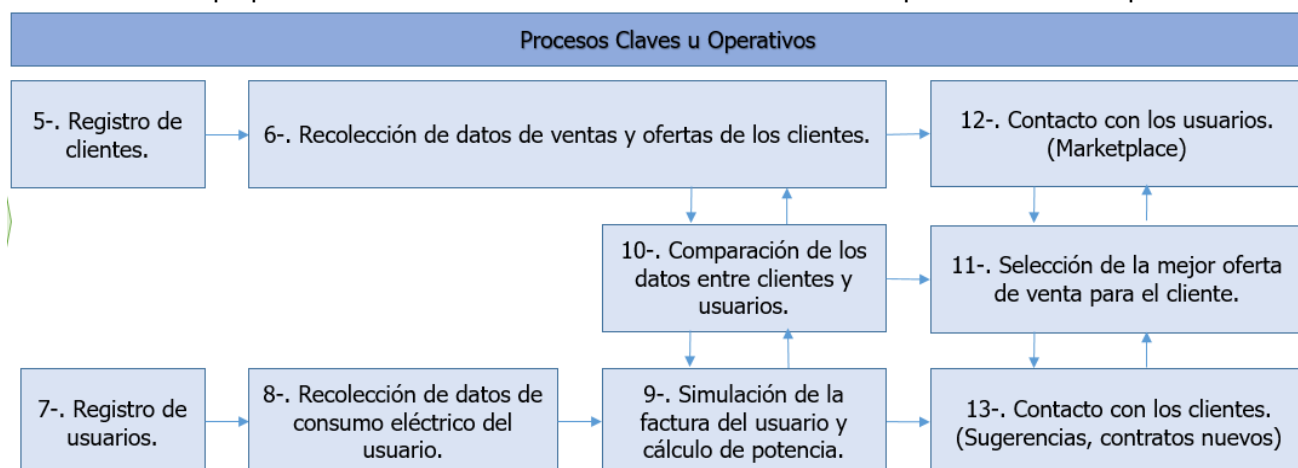 Procesos Claves u Operativos
5-. Registro de
clientes.
6-. Recolección de datos de ventas y ofertas de los clientes.
12-. Contacto con los usuarios.
(Marketplace)
10-. Comparación de los
datos entre clientes y
usuarios.
11-. Selección de la mejor oferta
de venta para el cliente.
7-. Registro de
usuarios.
8-. Recolección de datos de
consumo eléctrico del
usuario.
9-. Simulación de la
factura del usuario y
cálculo de potencia.
13-. Contacto con los clientes.
(Sugerencias, contratos nuevos)